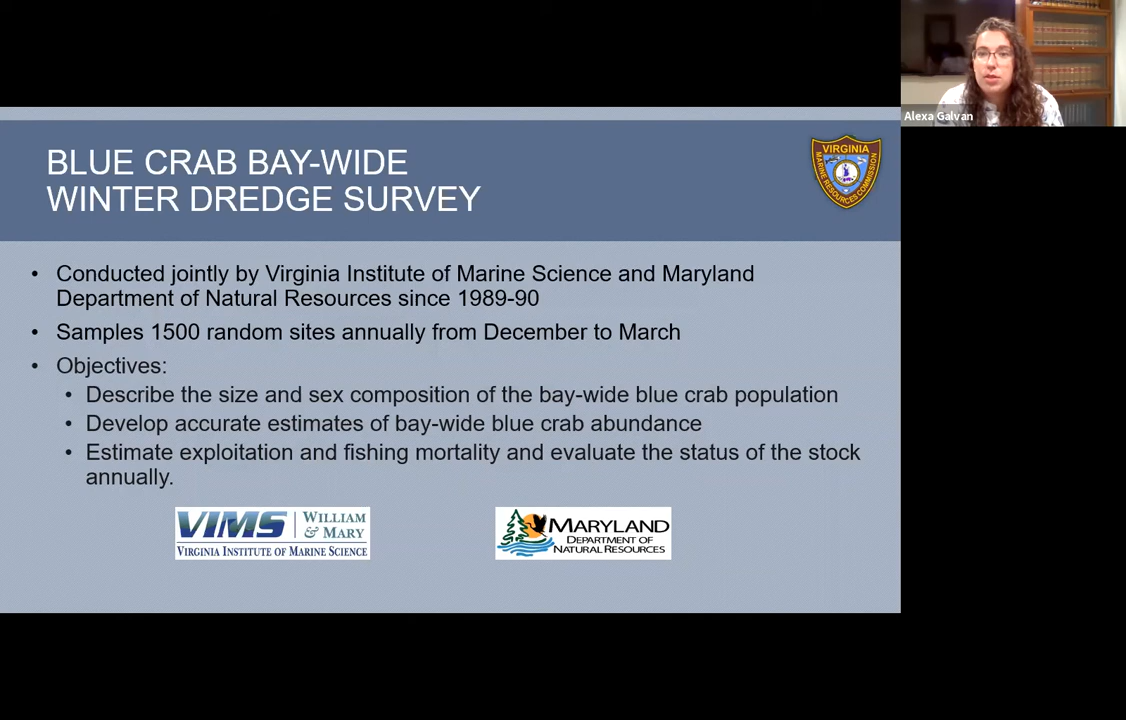 Alexa Galvan
BLUE CRAB BAY-WIDE
WINTER DREDGE SURVEY
VIRGINIA
MARINE RESOURCES COMMISSION
• Conducted jointly by Virginia Institute of Marine Science and Maryland
Department of Natural Resources since 1989-90
• Samples 1500 random sites annually from December to March
• Objectives:
• Describe the size and sex composition of the bay-wide blue crab population
• Develop accurate estimates of bay-wide blue crab abundance
• Estimate exploitation and fishing mortality and evaluate the status of the stock
annually.
VIMS
WILLIAM
& MARY
VIRGINIA INSTITUTE OF MARINE SCIENCE
MARYLAND
DEPARTMENT OF
NATURAL RESOURCES